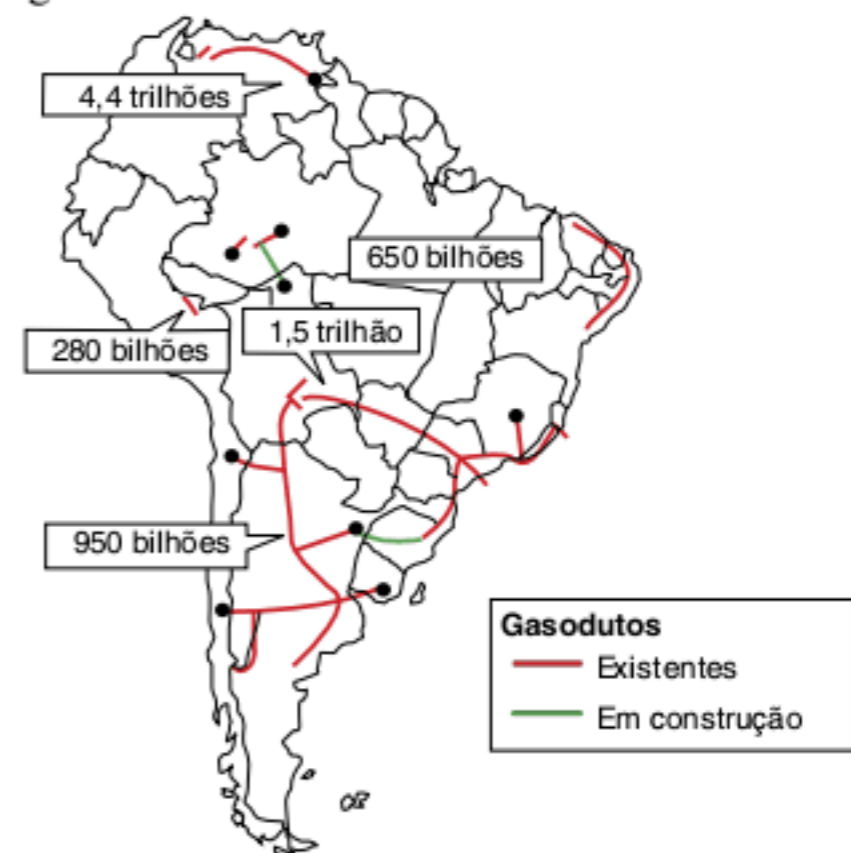 4,4 trilhões
650 bilhões
1,5 trilhão
280 bilhões
950 bilhões
Gasodutos
Existentes
Em construção